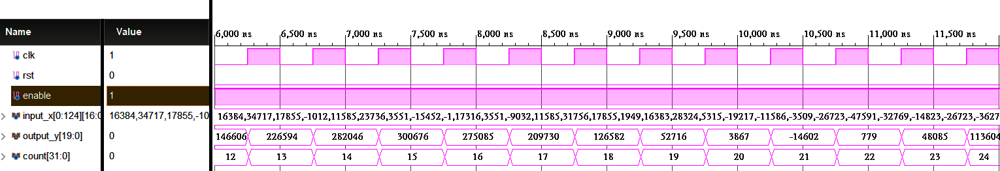 Name Value
6,000 ns 6,500 ns 7,000 ns 7,500 ns 8,000 ns 8,500 ns 9,000 ns 9,500 ns 10,000 ns 10,500 ns 11,000 ns 11,500 ns
clk 1
rst 0
enable 1
input_x[0:124][16:0 16384,34717,17855,-10 16384,34717,17855,-1012,11585,23736,3551,-15452,-1,17316,3551,-9032,11585,31756,17855,1949,16383,28324,5315,-19217,-11586,-3509,-26723,-47591,-32769,-14823,-26723,-3627
output_y[19:0] 0 146606 226594 282046 300676 275085 209730 126582 52716 3867 -14602 779 48085 113604
count[31:0] 0 12 13 14 15 16 17 18 19 20 21 22 23 24